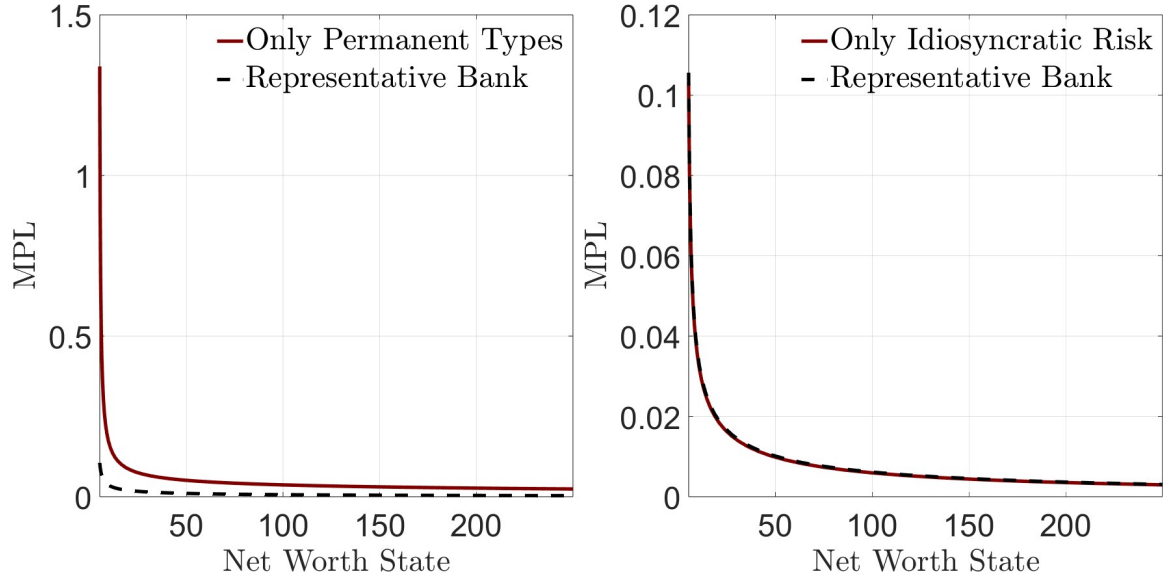 1.5
Only Permanent Types
Representative Bank
1
MPL
0.5
0
50
100
150
200
Net Worth State
0.12
Only Idiosyncratic Risk
Representative Bank
0.1
0.08
0.06
MPL
0.04
0.02
0
50
100
150
200
Net Worth State